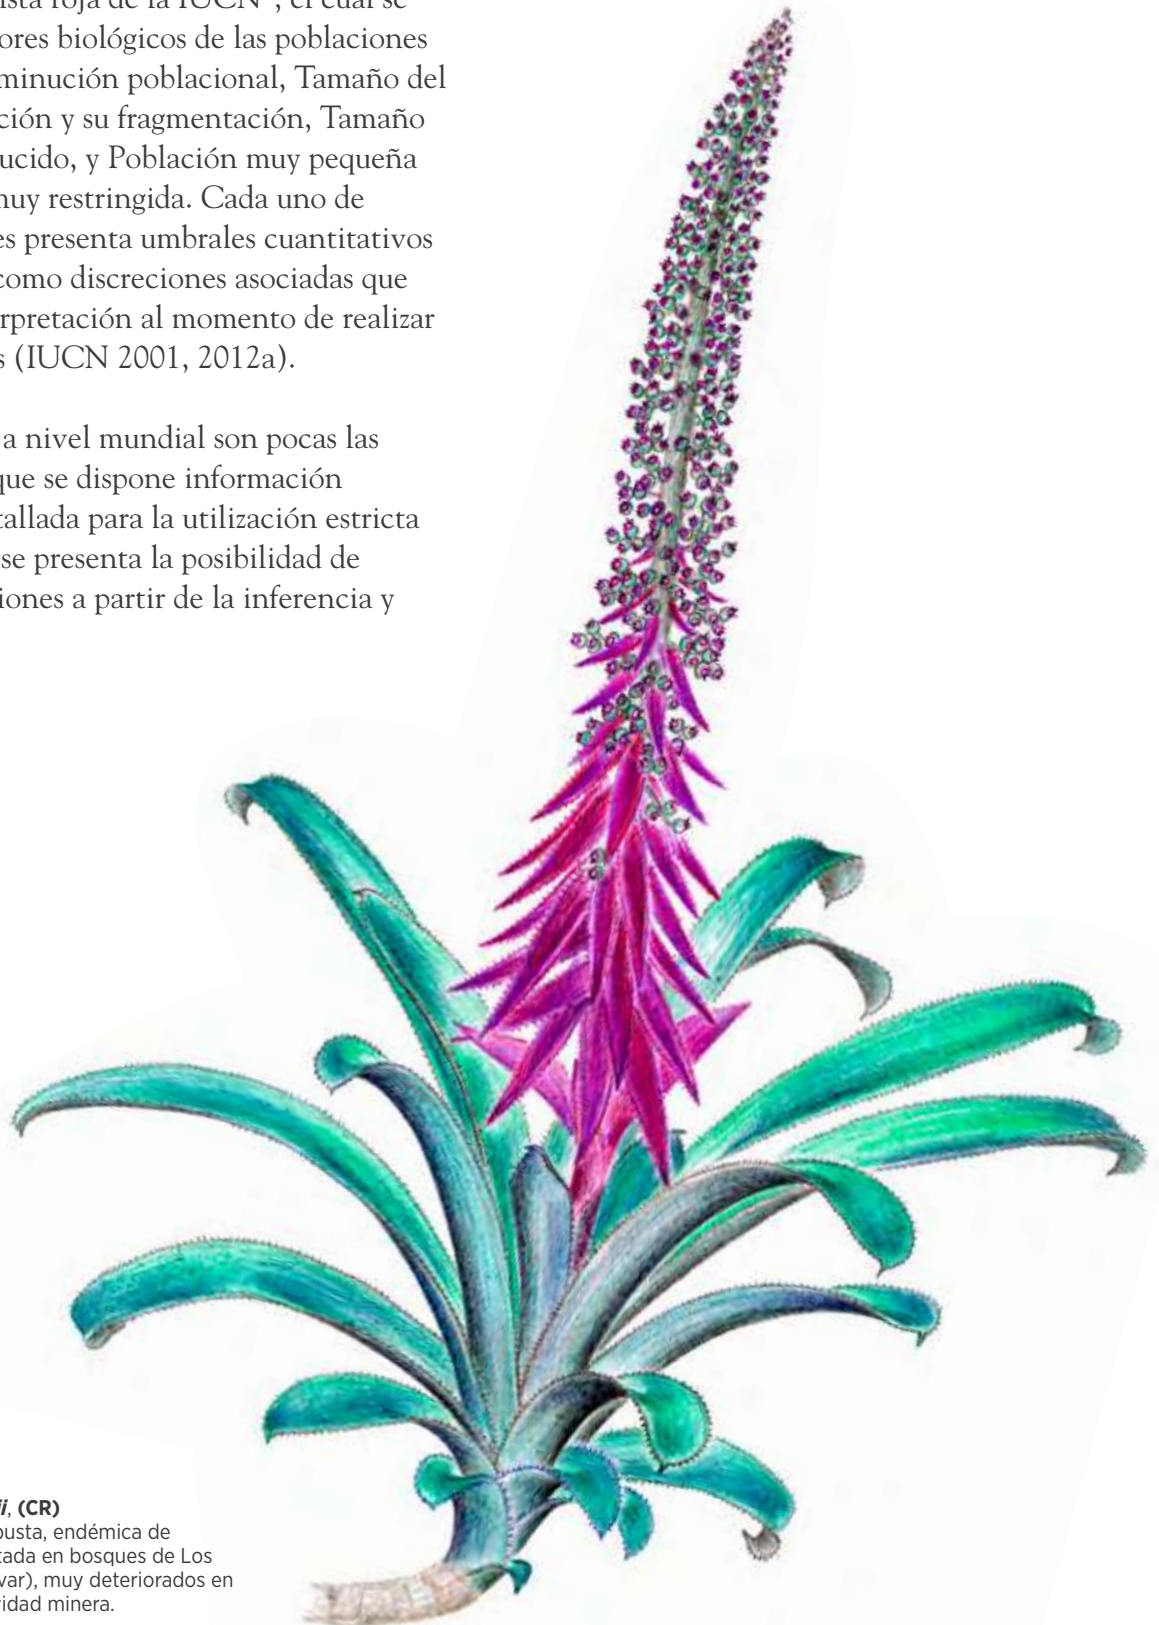 ista roja de la IUCN , el cual se
ores biológicos de las poblaciones
minución poblacional, Tamaño del
ción y su fragmentación, Tamaño
ucido, y Población muy pequeña
muy restringida. Cada uno de
es presenta umbrales cuantitativos
como discreciones asociadas que
rpretación al momento de realizar
s (IUCN 2001, 2012a).
a nivel mundial son pocas las
que se dispone información
tallada para la utilización estricta
se presenta la posibilidad de
iones a partir de la inferencia y
ii, (CR)
busta, endémica de
tada en bosques de Los
var), muy deteriorados en
vidad minera.